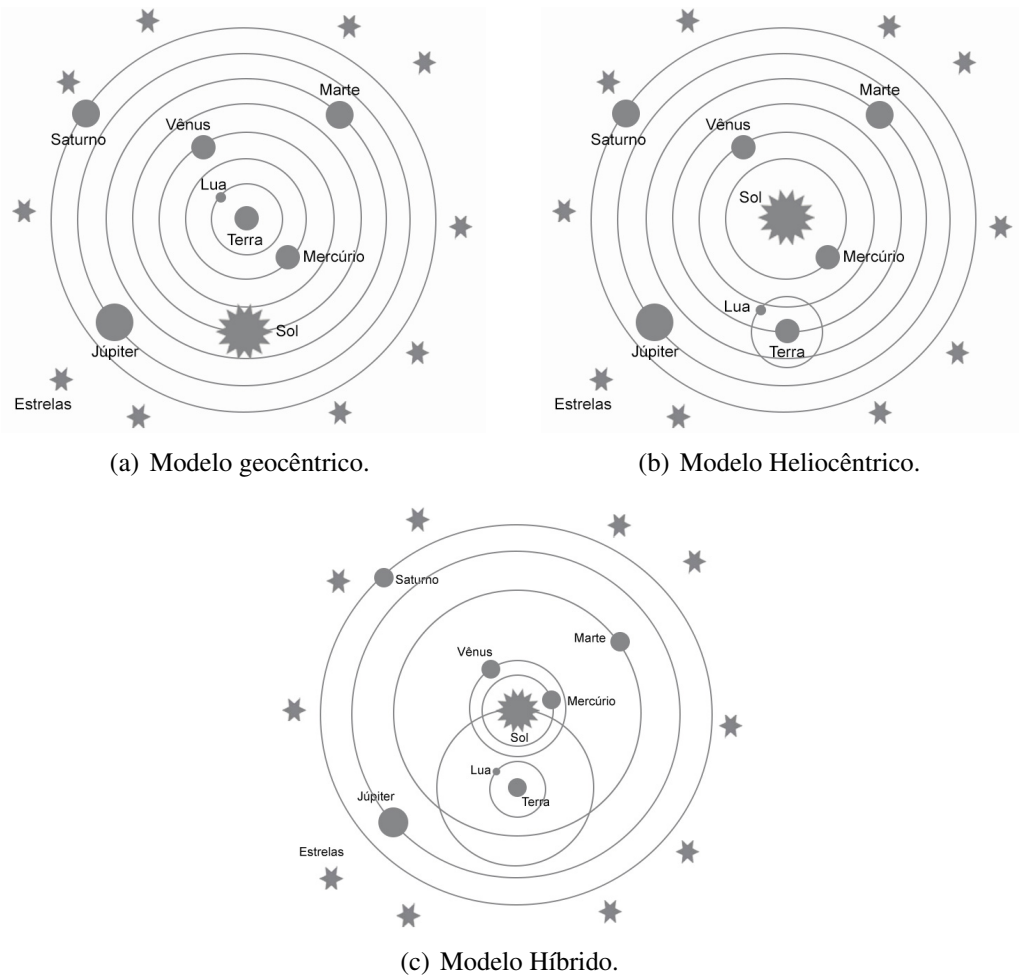 Marte
Vênus
Saturno
Lua
Terra
Mercúrio
Sol
Júpiter
Estrelas
(a) Modelo geocêntrico.
Marte
Vênus
Saturno
Sol
Mercúrio
Lua
Terra
Júpiter
Estrelas
(b) Modelo Heliocêntrico.
Saturno
Marte
Vênus
Mercúrio
Sol
Lua
Júpiter
Terra
Estrelas
(c) Modelo Híbrido.